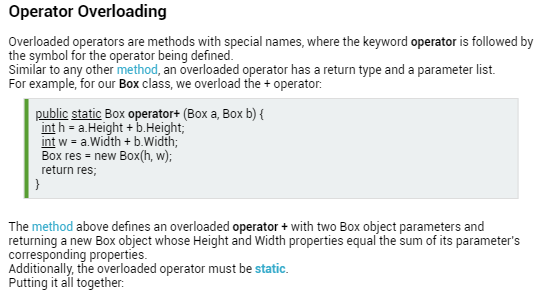 Operator Overloading
Overloaded operators are methods with special names, where the keyword operator is followed by
the symbol for the operator being defined.
Similar to any other method, an overloaded operator has a return type and a parameter list.
For example, for our Box class, we overload the + operator:
public static Box operator+ (Box a, Box b) {
int h = a.Height + b.Height;
int w = a.Width + b.Width;
Box res = new Box(h, w);
return res;
}
The method above defines an overloaded operator + with two Box object parameters and
returning a new Box object whose Height and Width properties equal the sum of its parameter's
corresponding properties.
Additionally, the overloaded operator must be static.
Putting it all together: